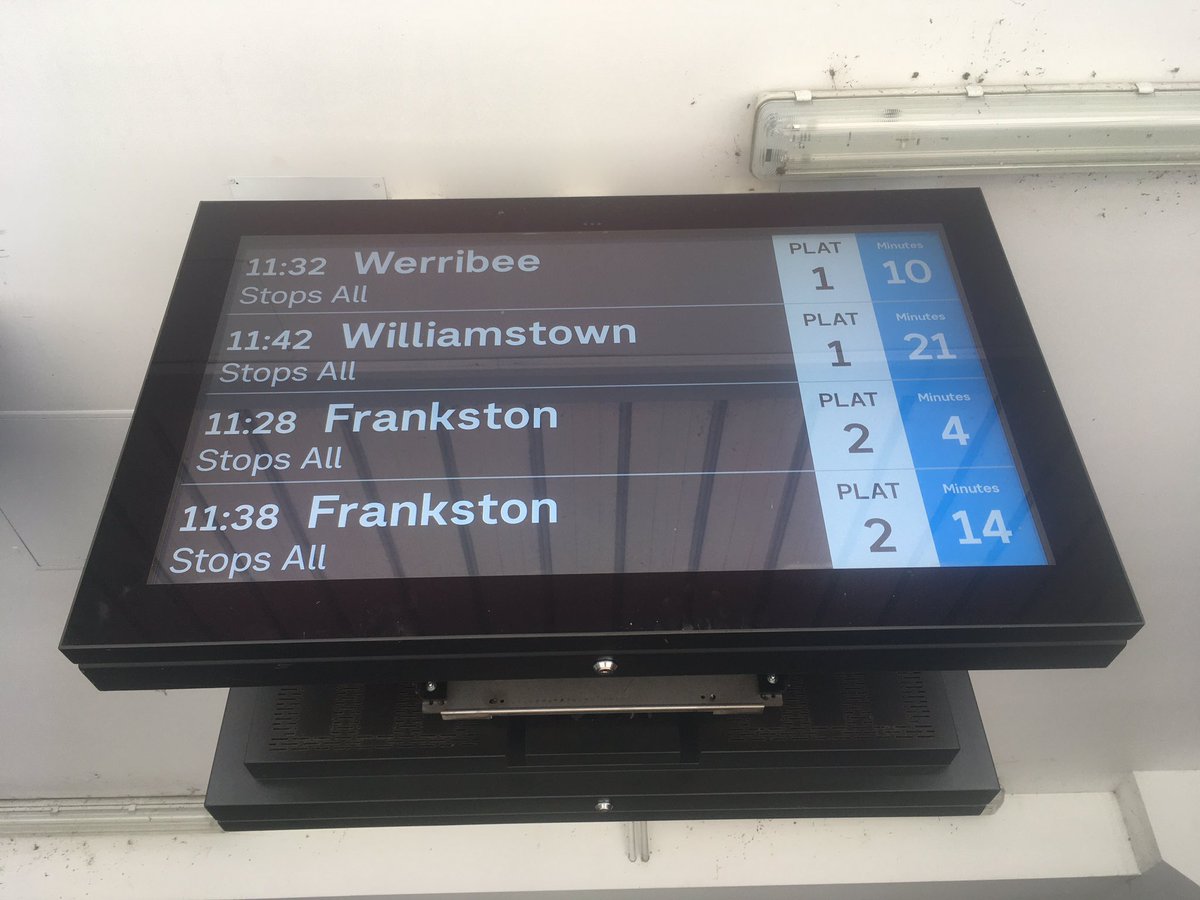 11:32 Werribee PLAT 1 Minutes 10
Stops All
11:42 Williamstown PLAT 1 Minutes 21
Stops All
11:28 Frankston PLAT 2 Minutes 4
Stops All
11:38 Frankston PLAT 2 Minutes 14
Stops All